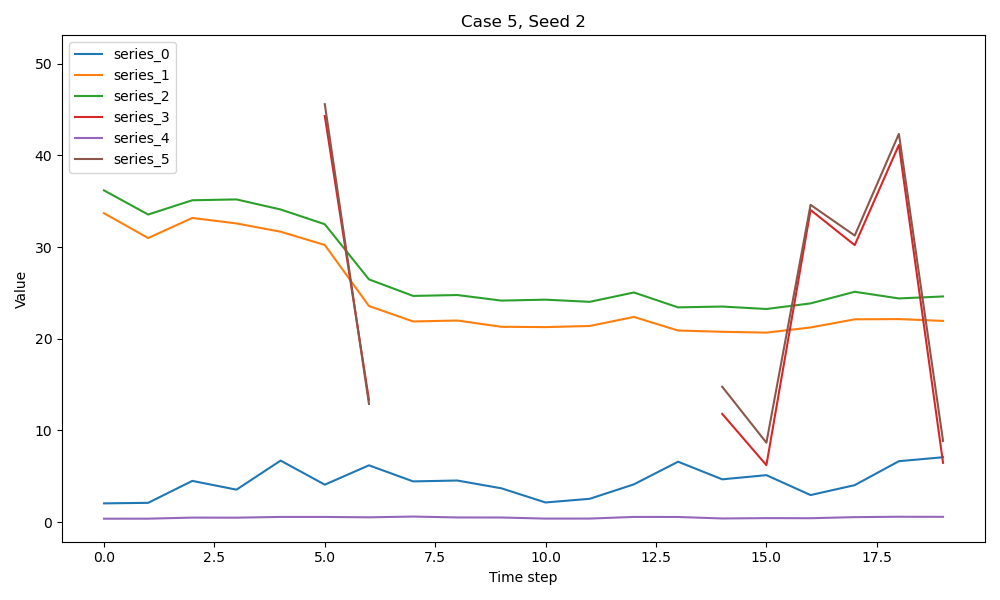 Case 5, Seed 2
series_0
series_1
series_2
series_3
series_4
series_5
Value
50
40
30
20
10
0
0.0 2.5 5.0 7.5 10.0 12.5 15.0 17.5
Time step